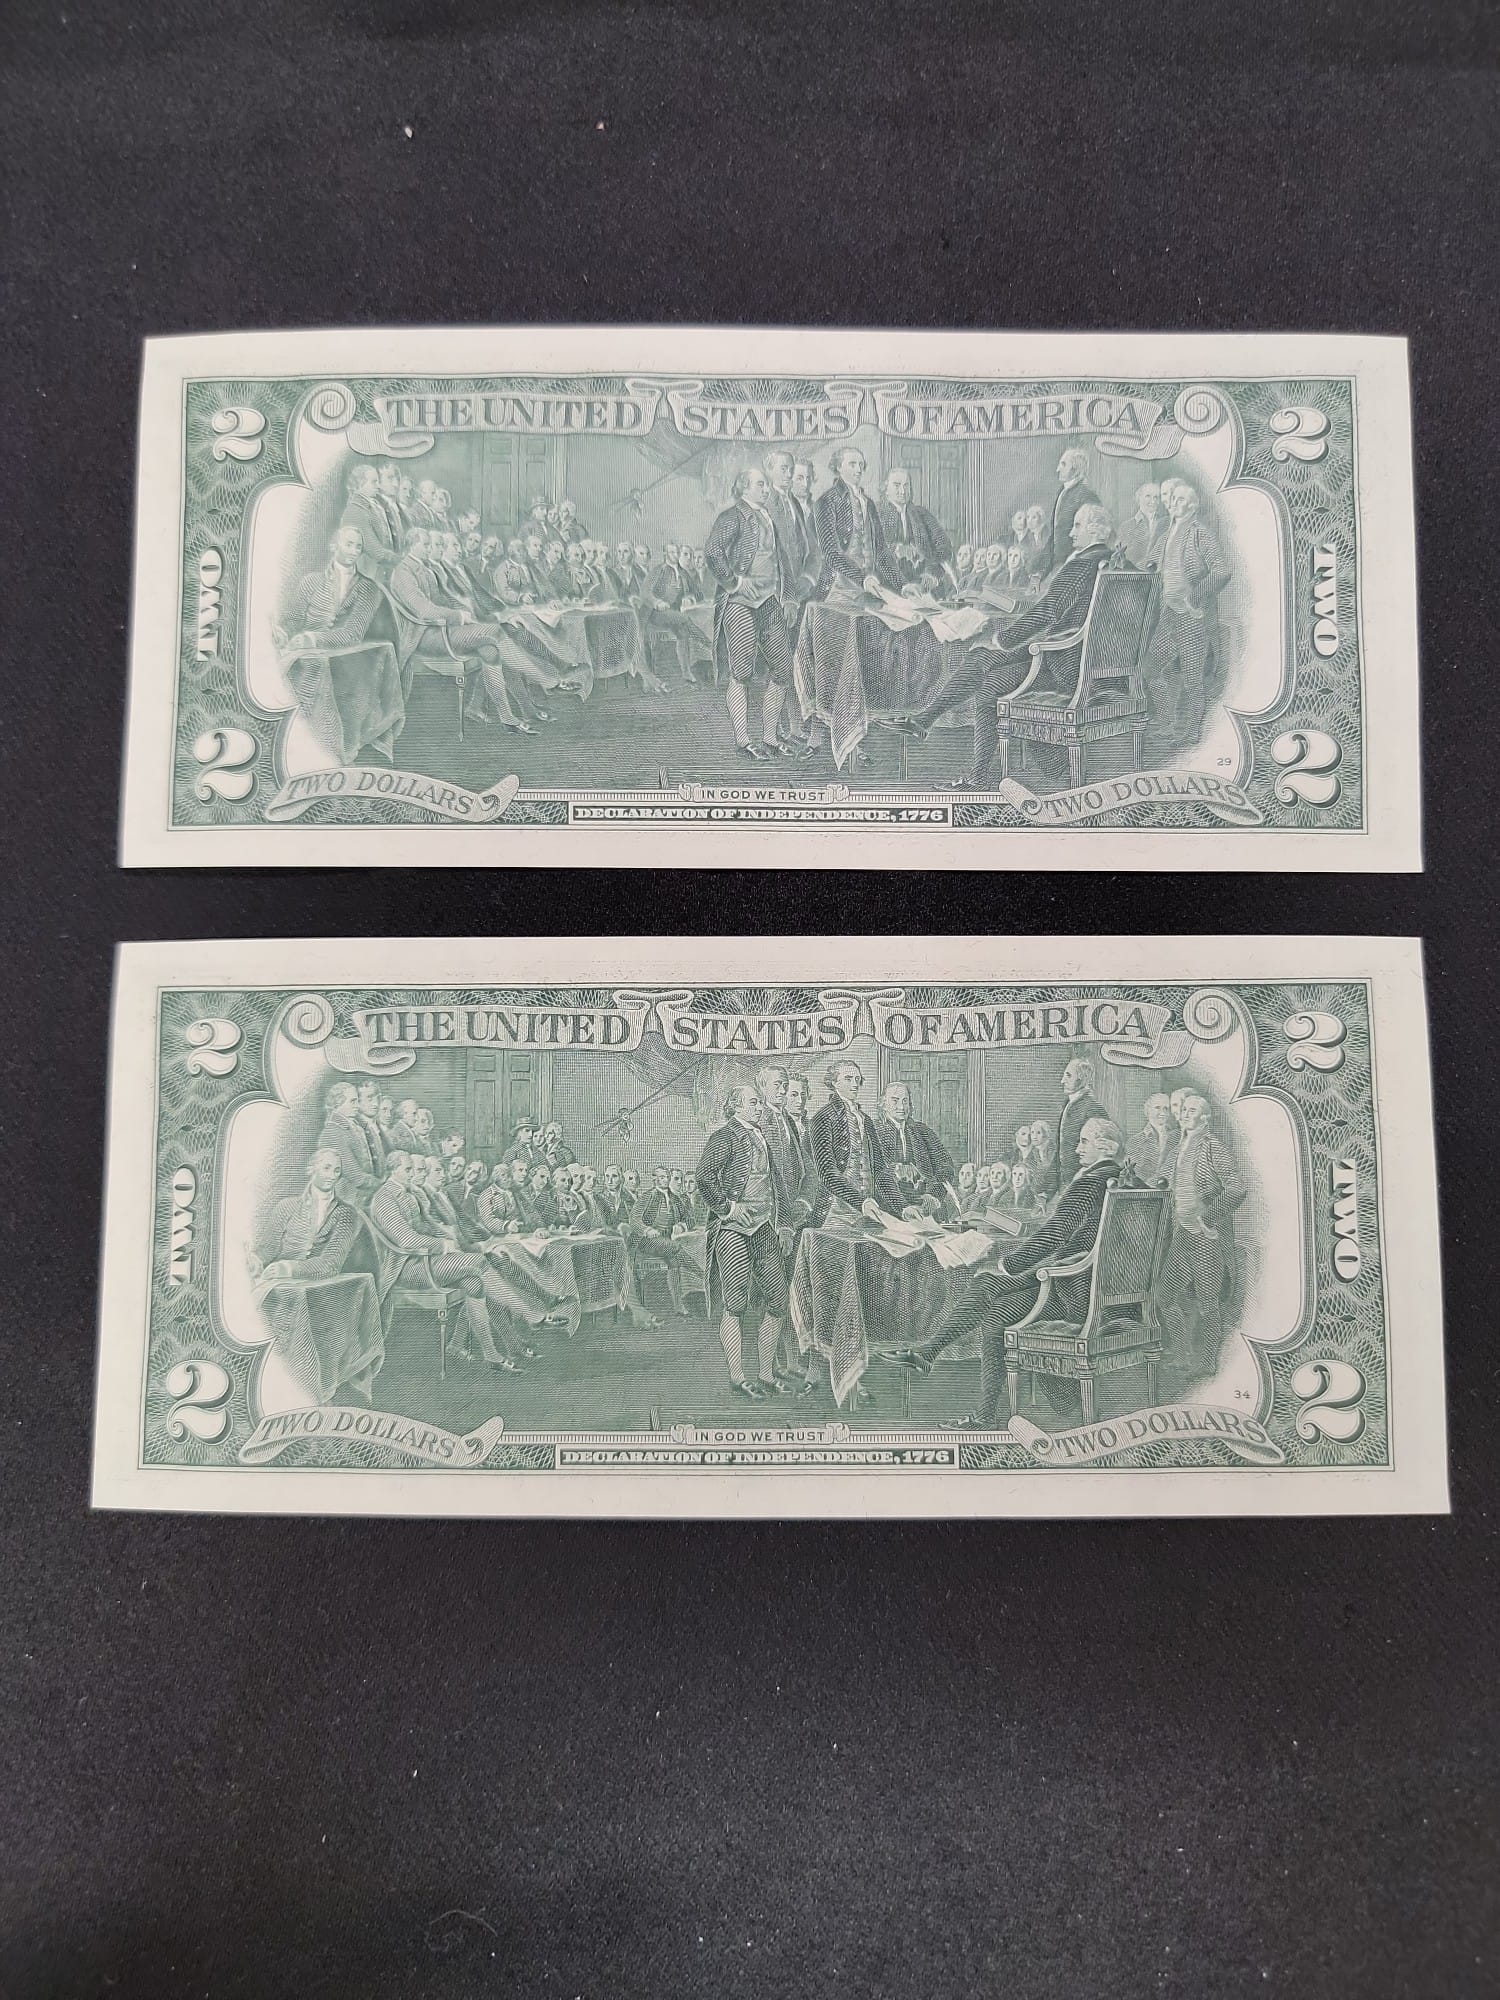 2 THE UNITED STATES OF AMERICA 2
TWO TWO
29
2 TWO DOLLARS IN GOD WE TRUST TWO DOLLARS 2
DECLARATION OF INDEPENDENCE, 1776
2 THE UNITED STATES OF AMERICA 2
TWO TWO
34
2 TWO DOLLARS IN GOD WE TRUST TWO DOLLARS 2
DECLARATION OF INDEPENDENCE, 1776